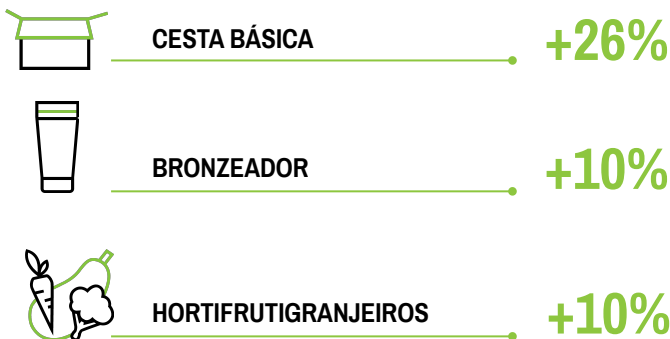 CESTA BÁSICA +26%
BRONZEADOR +10%
HORTIFRUTIGRANJEIROS +10%